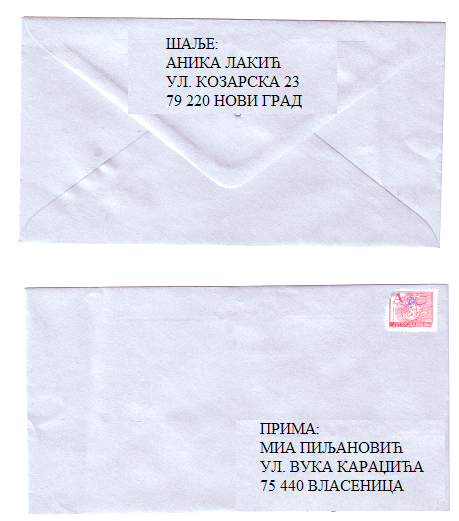 ШАЉЕ:
АНИКА ЛАКИЋ
УЛ. КОЗАРСКА 23
79 220 НОВИ ГРАД
А
ПРИМА:
МИА ПИЉАНОВИЋ
УЛ. ВУКА КАРАЏИЋА
75 440 ВЛАСЕНИЦА